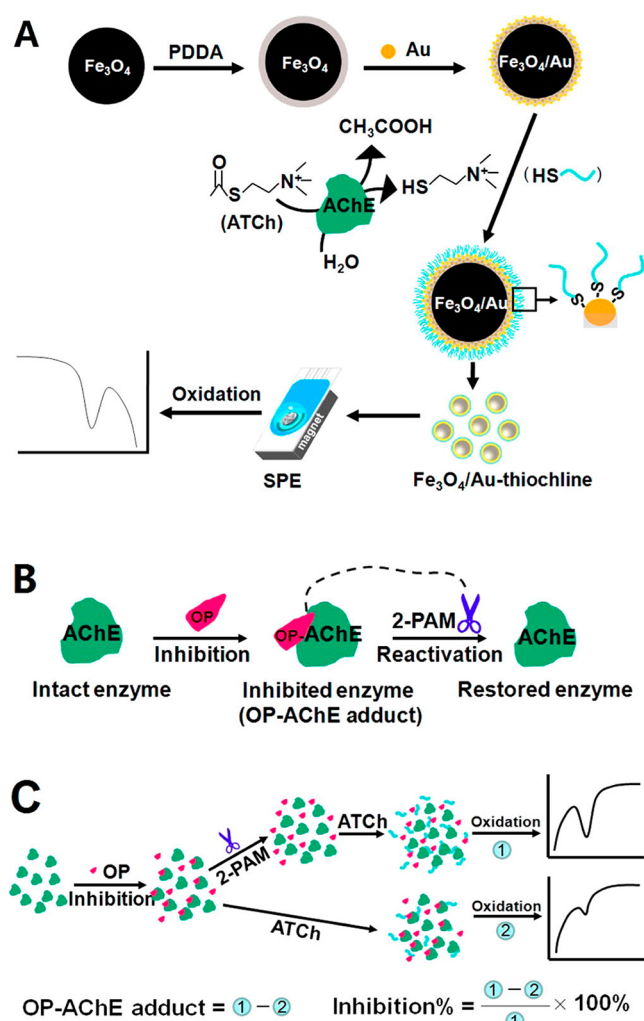 A
Fe₃O₄
PDDA
Fe₃O₄
Au
Fe₃O₄/Au
CH₃COOH
O
S
N
+
(ATCh)
AChE
HS
N
+
(HS )
H₂O
Fe₃O₄/Au
S
S
S
Oxidation
magnet
SPE
Fe₃O₄/Au-thiochline
B
AChE
OP
Inhibition
OP-AChE
2-PAM
Reactivation
AChE
Intact enzyme
Inhibited enzyme
(OP-AChE adduct)
Restored enzyme
C
OP
Inhibition
2-PAM
ATCh
Oxidation
1
ATCh
Oxidation
2
OP-AChE adduct = 1 - 2
Inhibition% = 1 - 2 × 100%
1